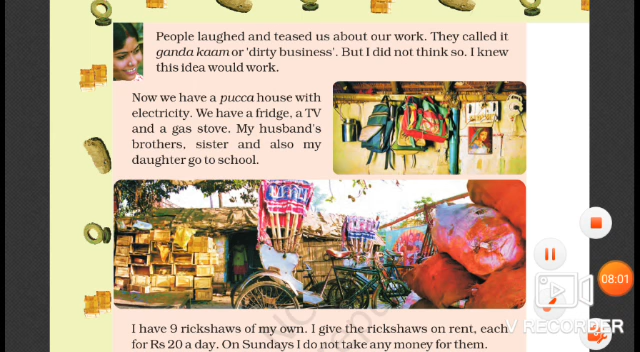 People laughed and teased us about our work. They called it
ganda kaam or 'dirty business'. But I did not think so. I knew
this idea would work.
Now we have a pucca house with
electricity. We have a fridge, a TV
and a gas stove. My husband's
brothers, sister and also my
daughter go to school.
08:01
V RECORDER
I have 9 rickshaws of my own. I give the rickshaws on rent, each
for Rs 20 a day. On Sundays I do not take any money for them.